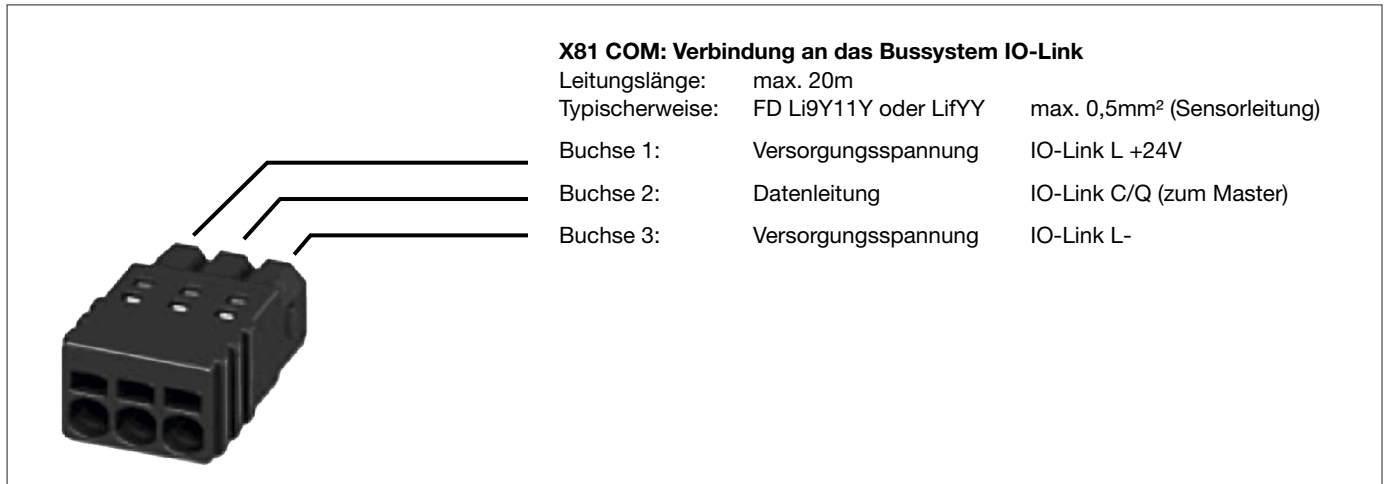 X81 COM: Verbindung an das Bussystem IO-Link
Leitungslänge: max. 20m
Typischerweise: FD Li9Y11Y oder LifYY max. 0,5mm² (Sensorleitung)
Buchse 1: Versorgungsspannung IO-Link L +24V
Buchse 2: Datenleitung IO-Link C/Q (zum Master)
Buchse 3: Versorgungsspannung IO-Link L-